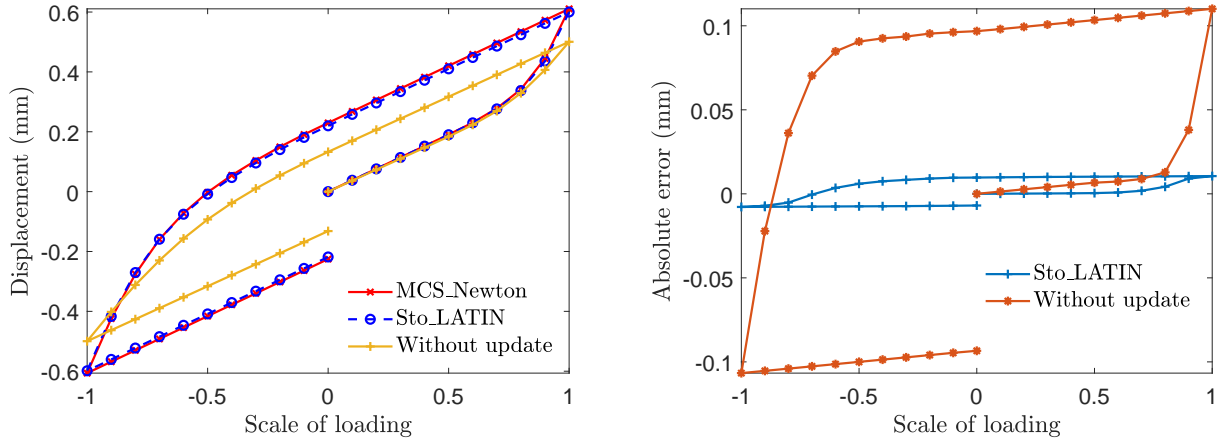 0.6
0.4
0.2
0
-0.2
-0.4
-0.6
Displacement (mm)
MCS_Newton
Sto_LATIN
Without update
-1
-0.5
0
0.5
1
Scale of loading
0.1
0.05
0
-0.05
-0.1
Absolute error (mm)
Sto_LATIN
Without update
-1
-0.5
0
0.5
1
Scale of loading